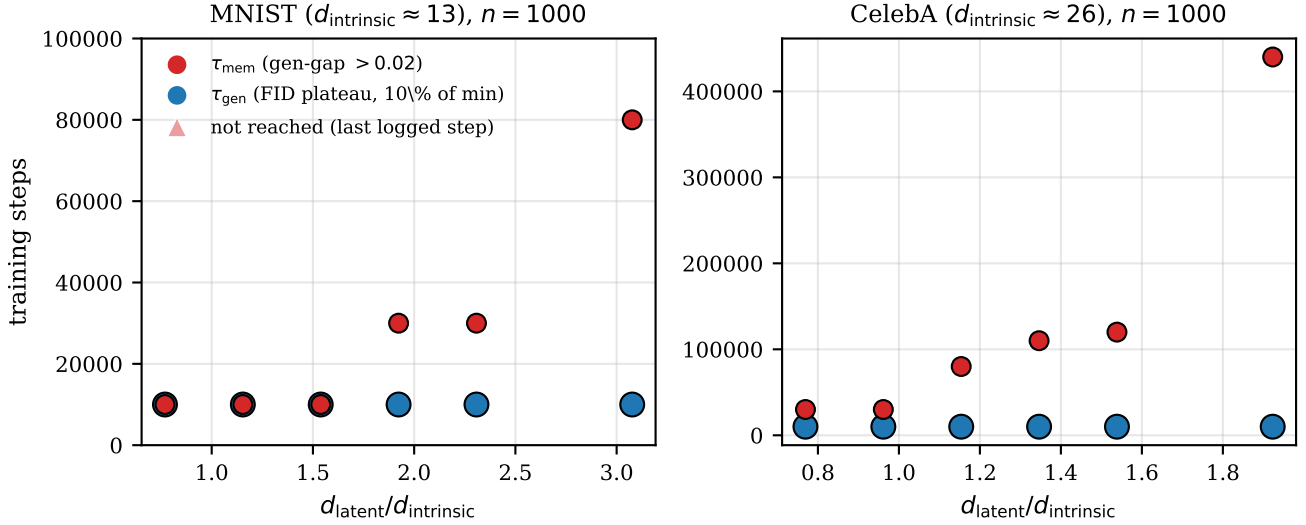 MNIST (d_intrinsic ≈ 13), n = 1000
100000
80000
60000
40000
20000
0
training steps
τ_mem (gen-gap > 0.02)
τ_gen (FID plateau, 10\% of min)
not reached (last logged step)
1.0 1.5 2.0 2.5 3.0
d_latent/d_intrinsic
CelebA (d_intrinsic ≈ 26), n = 1000
400000
300000
200000
100000
0
0.8 1.0 1.2 1.4 1.6 1.8
d_latent/d_intrinsic